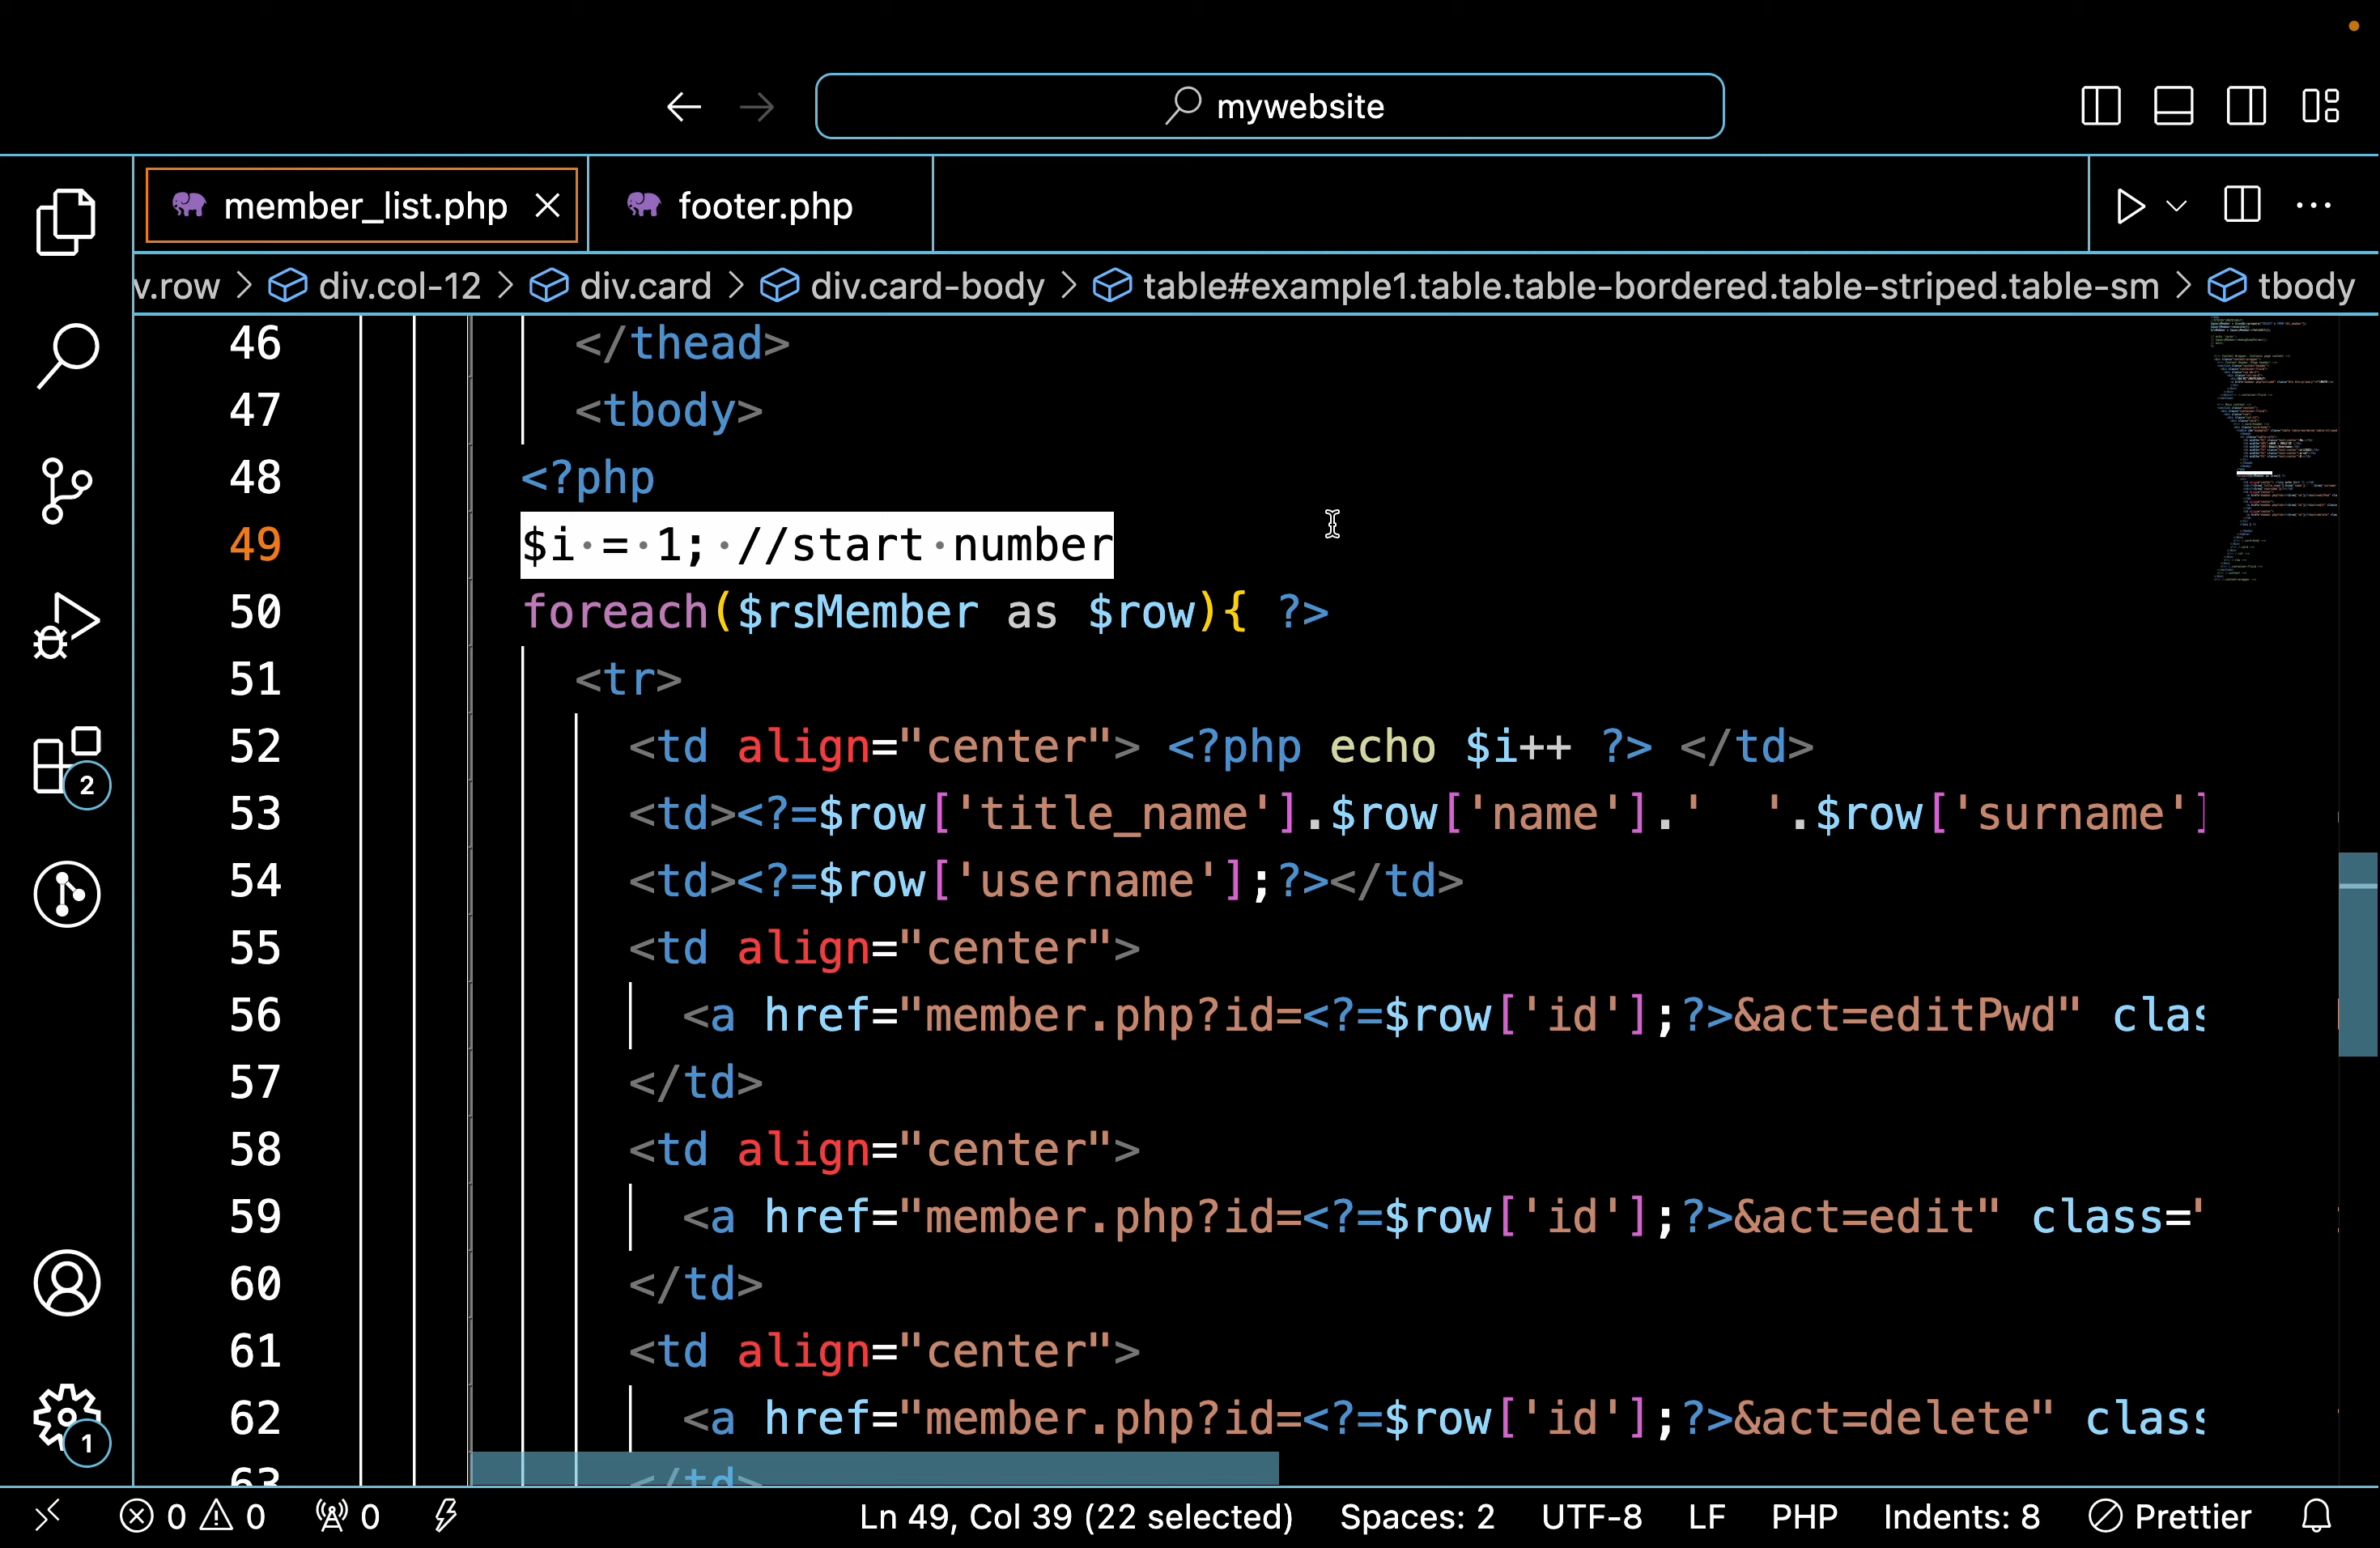 mywebsite
member_list.php
footer.php
v.row > div.col-12 > div.card > div.card-body > table#example1.table.table-bordered.table-striped.table-sm > tbody
46 </thead>
47 <tbody>
48 <?php
49 $i = 1; //start number
50 foreach($rsMember as $row){ ?>
51 <tr>
52 <td align="center"> <?php echo $i++ ?> </td>
53 <td><?=$row['title_name'].$row['name'].'  '.$row['surname']
54 <td><?=$row['username'];?></td>
55 <td align="center">
56 <a href="member.php?id=<?=$row['id'];?>&act=editPwd" clas
57 </td>
58 <td align="center">
59 <a href="member.php?id=<?=$row['id'];?>&act=edit" class="
60 </td>
61 <td align="center">
62 <a href="member.php?id=<?=$row['id'];?>&act=delete" class
63 </td>
2
1
0 0 0 Ln 49, Col 39 (22 selected) Spaces: 2 UTF-8 LF PHP Indents: 8 Prettier